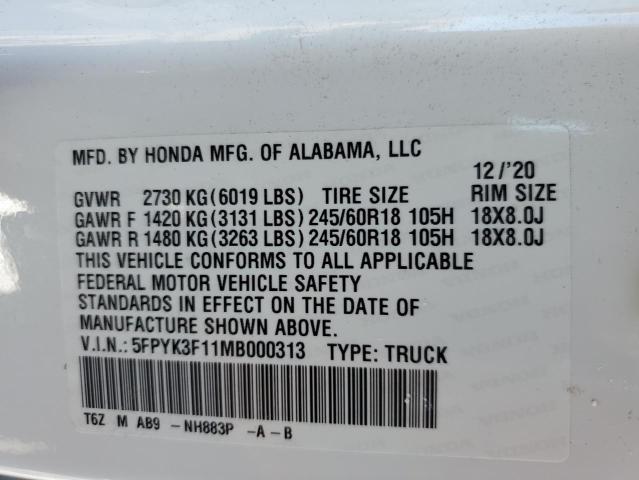 MFD. BY HONDA MFG. OF ALABAMA, LLC
12/'20
GVWR 2730 KG(6019 LBS) TIRE SIZE RIM SIZE
GAWR F 1420 KG(3131 LBS) 245/60R18 105H 18X8.0J
GAWR R 1480 KG(3263 LBS) 245/60R18 105H 18X8.0J
THIS VEHICLE CONFORMS TO ALL APPLICABLE
FEDERAL MOTOR VEHICLE SAFETY
STANDARDS IN EFFECT ON THE DATE OF
MANUFACTURE SHOWN ABOVE.
V.I.N.: 5FPYK3F11MB000313 TYPE: TRUCK
T6Z M AB9 -NH883P -A-B